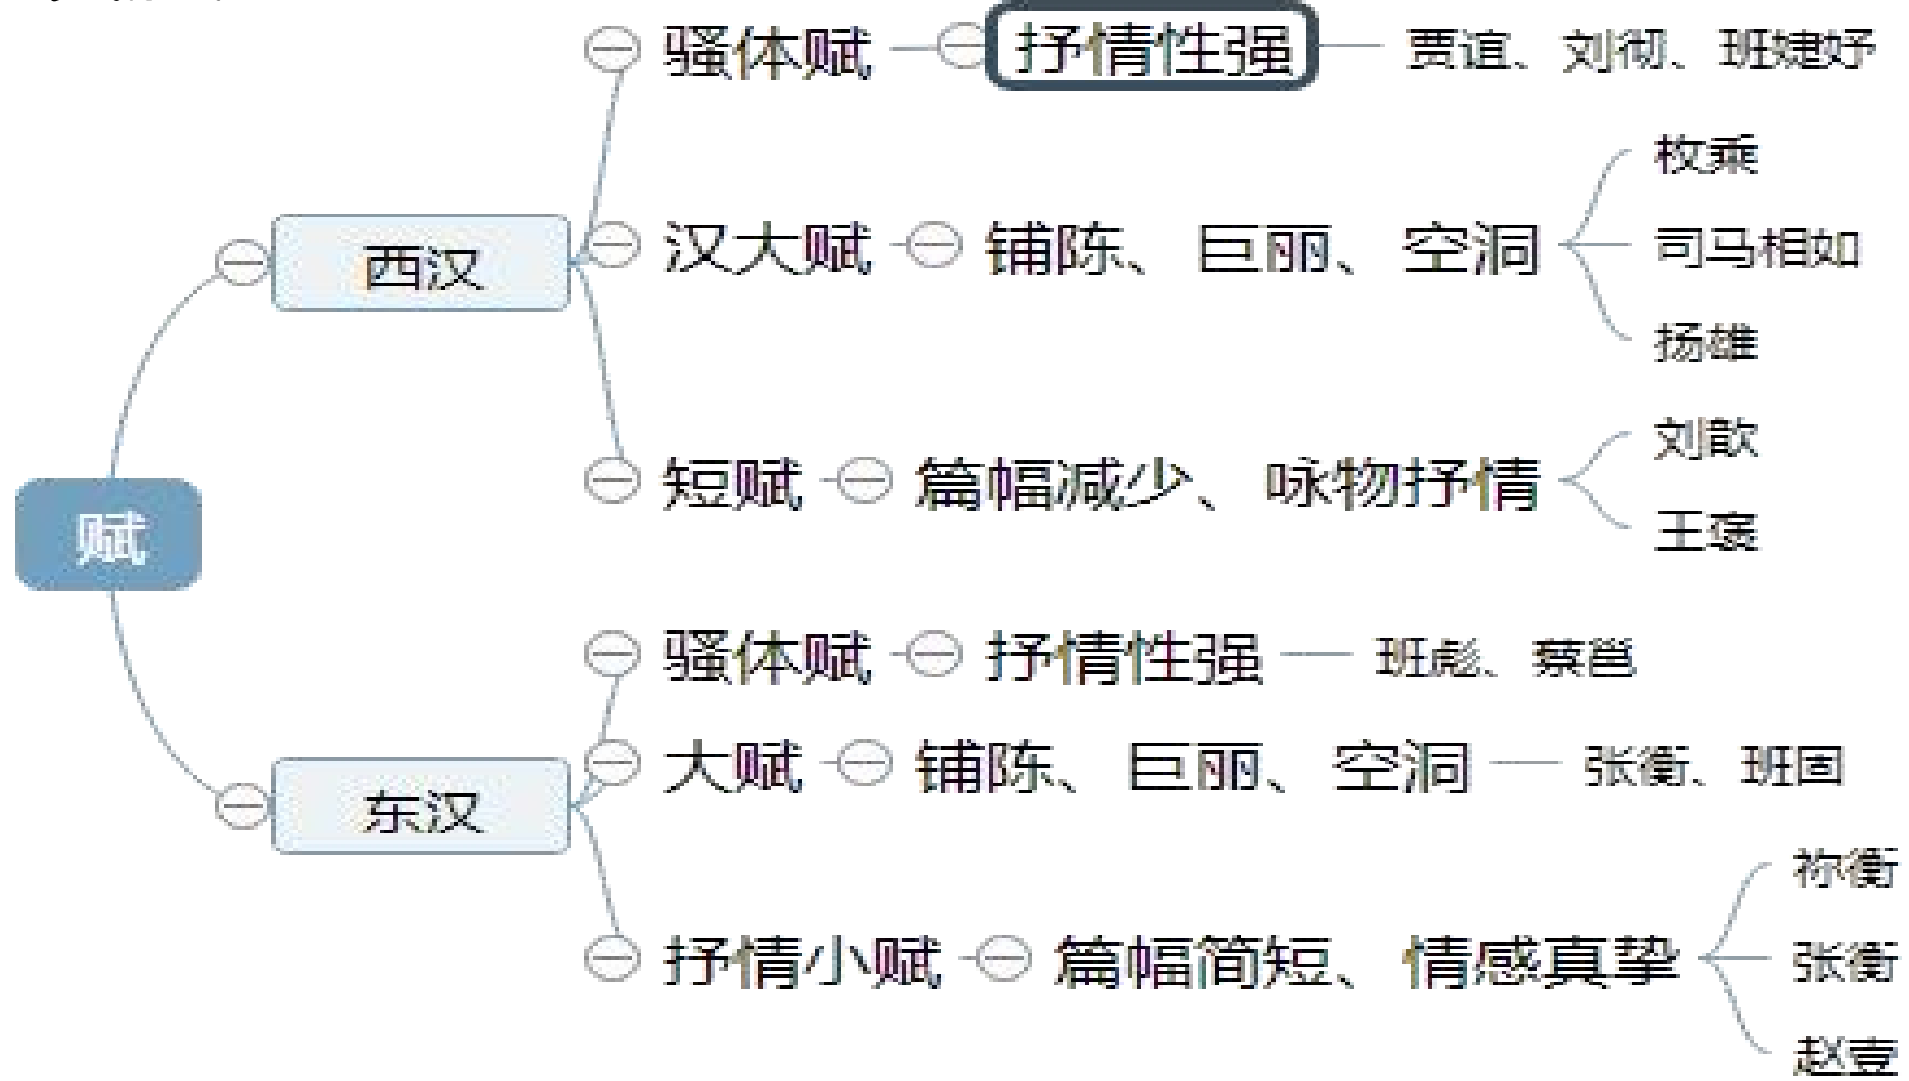 骚体赋 抒情性强 贾谊、刘彻、班婕妤
枚乘
西汉 汉大赋 铺陈、巨丽、空洞 司马相如
扬雄
刘歆
短赋 篇幅减少、咏物抒情
王褒
赋
骚体赋 抒情性强 班彪、蔡邕
大赋 铺陈、巨丽、空洞 张衡、班固
东汉
祢衡
抒情小赋 篇幅简短、情感真挚 张衡
赵壹